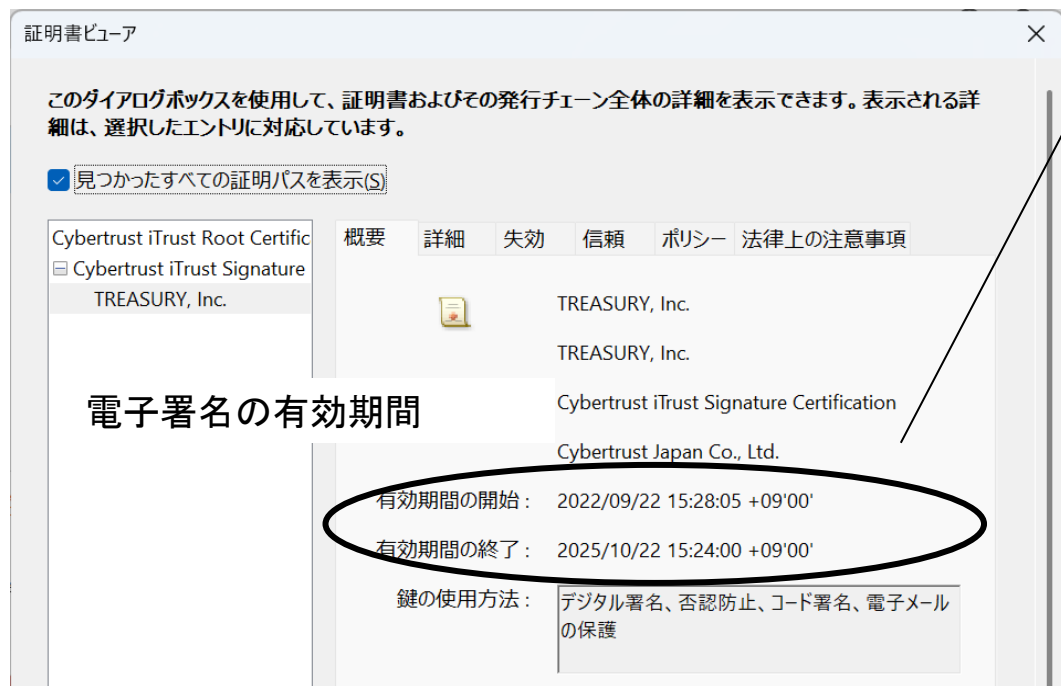 証明書ビューア
このダイアログボックスを使用して、証明書およびその発行チェーン全体の詳細を表示できます。表示される詳
細は、選択したエントリに対応しています。
見つかったすべての証明パスを表示(S)
Cybertrust iTrust Root Certific
Cybertrust iTrust Signature
TREASURY, Inc.
概要 詳細 失効 信頼 ポリシー 法律上の注意事項
TREASURY, Inc.
TREASURY, Inc.
電子署名の有効期間
Cybertrust iTrust Signature Certification
Cybertrust Japan Co., Ltd.
有効期間の開始 : 2022/09/22 15:28:05 +09'00'
有効期間の終了 : 2025/10/22 15:24:00 +09'00'
鍵の使用方法 : デジタル署名、否認防止、コード署名、電子メール
の保護